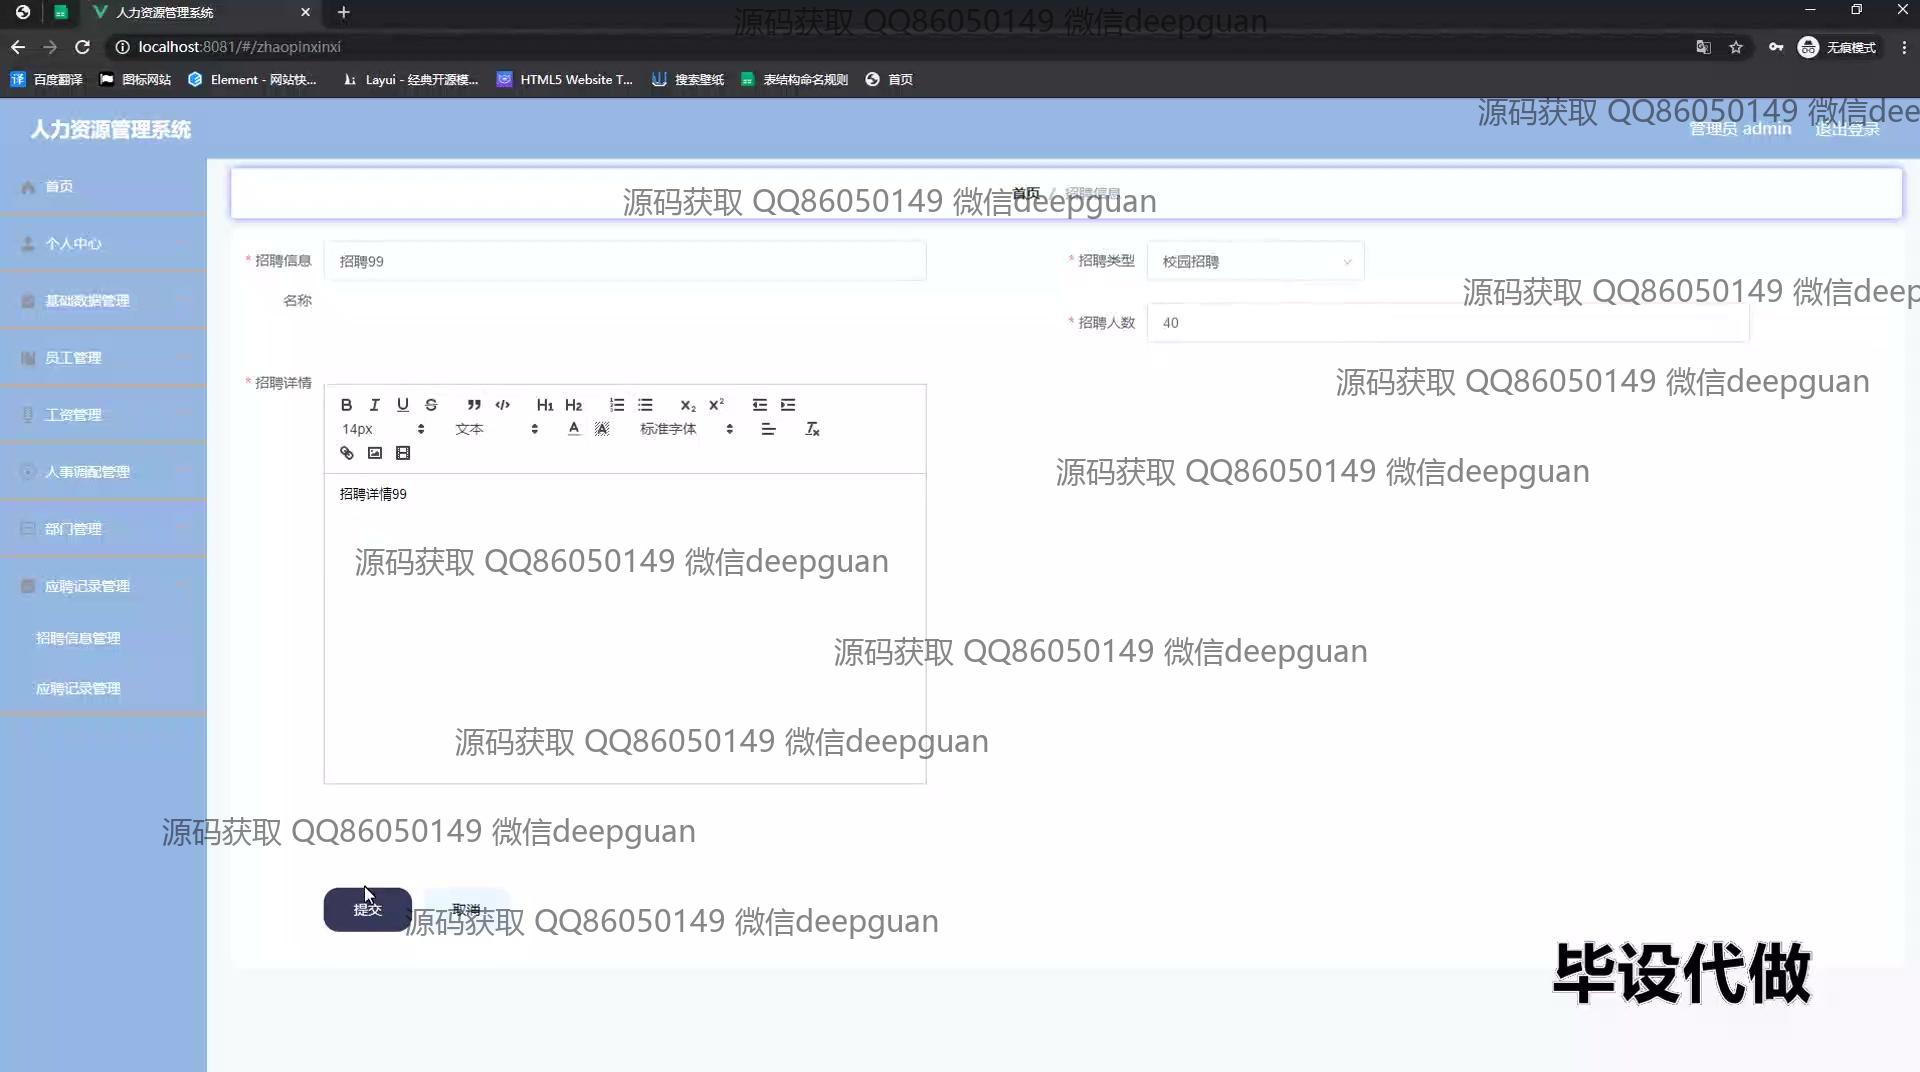 人力资源管理系统
源码获取 QQ86050149 微信deepguan
localhost:8081/#/zhaopinxinxi
无痕模式
百度翻译
图标网站
Element - 网站快...
Layui - 经典开源模...
HTML5 Website T...
搜索壁纸
表结构命名规则
首页
人力资源管理系统
源码获取 QQ86050149 微信dee
管理员 admin
退出登录
首页
首页 / 招聘信息
源码获取 QQ86050149 微信deepguan
个人中心
* 招聘信息名称
招聘99
* 招聘类型
校园招聘
基础数据管理
源码获取 QQ86050149 微信deep
* 招聘人数
40
员工管理
* 招聘详情
源码获取 QQ86050149 微信deepguan
B I U S H1 H2 X2 X2
14px
文本
A A
标准字体
工资管理
人事调配管理
源码获取 QQ86050149 微信deepguan
招聘详情99
部门管理
源码获取 QQ86050149 微信deepguan
应聘记录管理
招聘信息管理
源码获取 QQ86050149 微信deepguan
应聘记录管理
源码获取 QQ86050149 微信deepguan
源码获取 QQ86050149 微信deepguan
提交
取消
源码获取 QQ86050149 微信deepguan
毕设代做